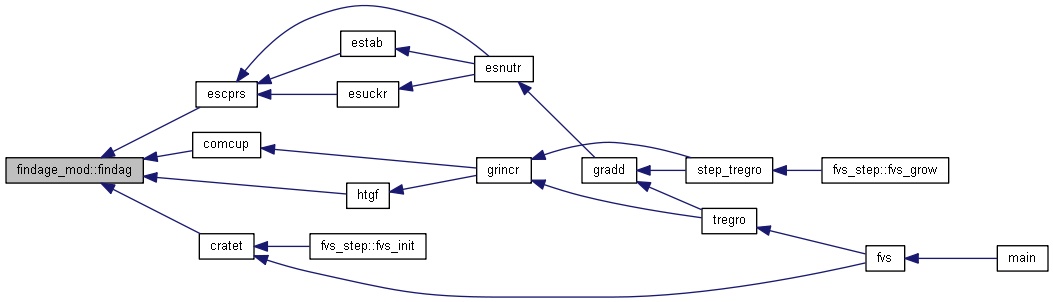 findage_mod::findag
escprs
estab
esuckr
esnutr
comcup
htgf
grincr
cratet
fvs_step::fvs_init
gradd
step_tregro
fvs_step::fvs_grow
tregro
fvs
main